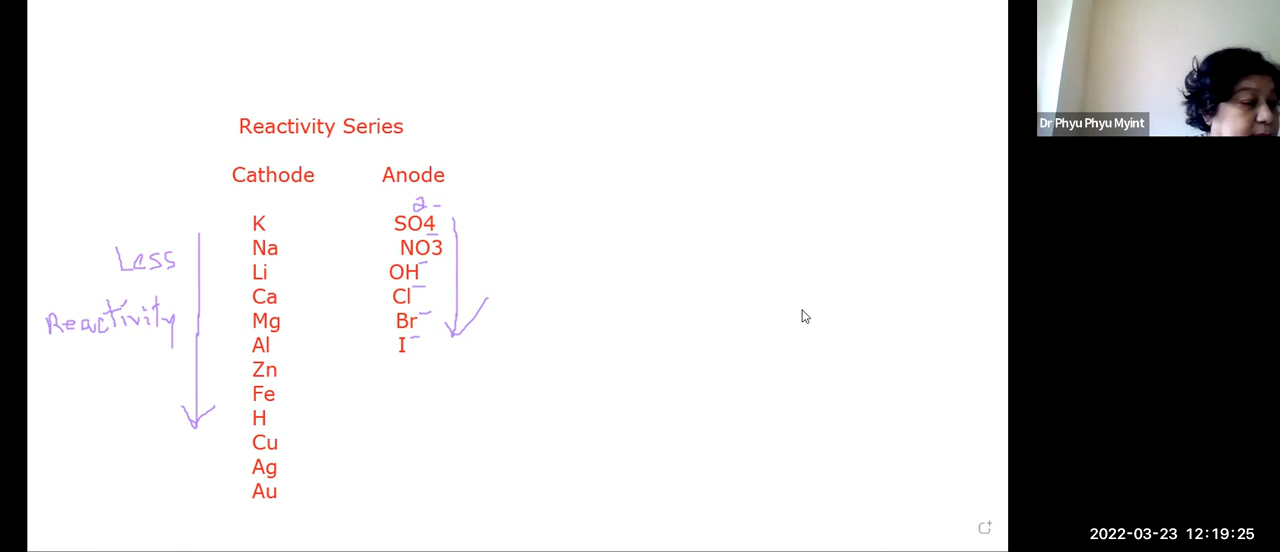 Reactivity Series
Cathode Anode
2-
K SO4
Na NO3
Less
Li OH
Ca Cl
Reactivity
Mg Br
Al I
Zn
Fe
H
Cu
Ag
Au
Dr Phyu Phyu Myint
2022-03-23 12:19:25